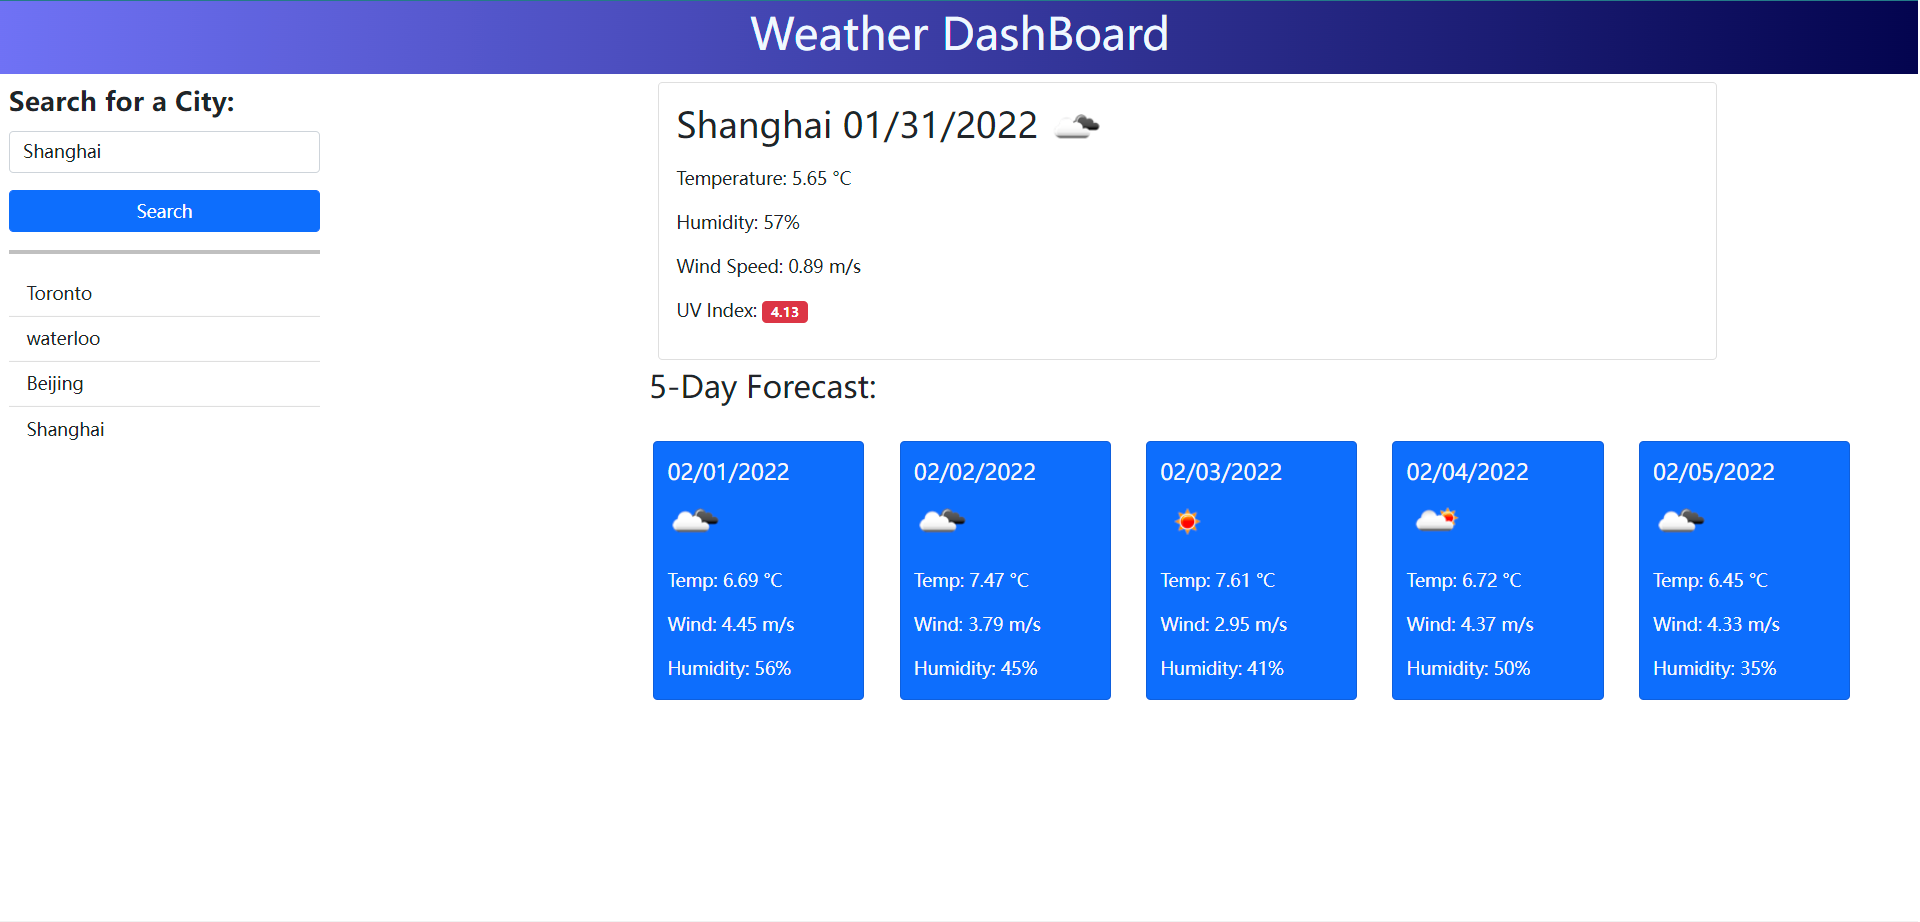 Weather DashBoard
Search for a City:
Shanghai
Search
Toronto
waterloo
Beijing
Shanghai
Shanghai 01/31/2022
Temperature: 5.65 °C
Humidity: 57%
Wind Speed: 0.89 m/s
UV Index: 4.13
5-Day Forecast:
02/01/2022
Temp: 6.69 °C
Wind: 4.45 m/s
Humidity: 56%
02/02/2022
Temp: 7.47 °C
Wind: 3.79 m/s
Humidity: 45%
02/03/2022
Temp: 7.61 °C
Wind: 2.95 m/s
Humidity: 41%
02/04/2022
Temp: 6.72 °C
Wind: 4.37 m/s
Humidity: 50%
02/05/2022
Temp: 6.45 °C
Wind: 4.33 m/s
Humidity: 35%